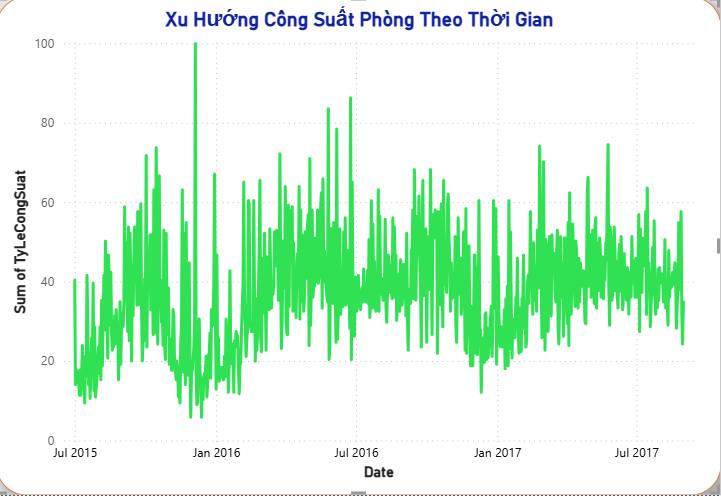 Xu Hướng Công Suất Phòng Theo Thời Gian
100
80
60
40
20
0
Sum of TyLeCongSuat
Jul 2015 Jan 2016 Jul 2016 Jan 2017 Jul 2017
Date